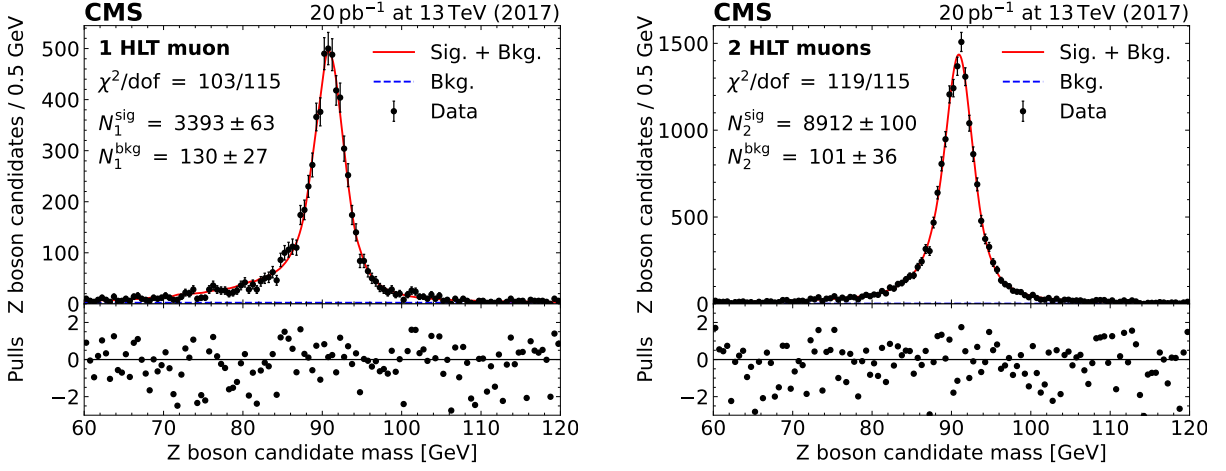 CMS 20 pb⁻¹ at 13 TeV (2017)
1 HLT muon
χ²/dof = 103/115
N₁^sig = 3393 ± 63
N₁^bkg = 130 ± 27
Sig. + Bkg.
Bkg.
Data
Z boson candidates / 0.5 GeV
500
400
300
200
100
0
Pulls
2
0
−2
60 70 80 90 100 110 120
Z boson candidate mass [GeV]
CMS 20 pb⁻¹ at 13 TeV (2017)
2 HLT muons
χ²/dof = 119/115
N₂^sig = 8912 ± 100
N₂^bkg = 101 ± 36
Sig. + Bkg.
Bkg.
Data
Z boson candidates / 0.5 GeV
1500
1000
500
0
Pulls
2
0
−2
60 70 80 90 100 110 120
Z boson candidate mass [GeV]